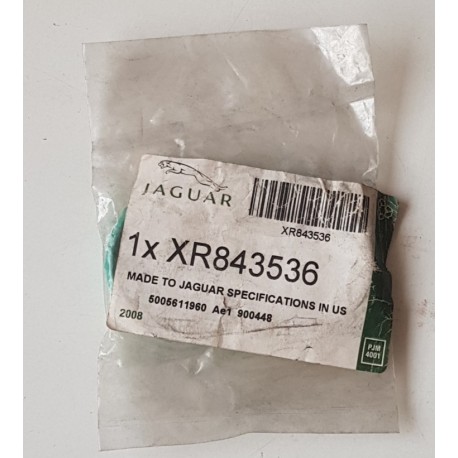 JAGUAR
XR843536
1x XR843536
MADE TO JAGUAR SPECIFICATIONS IN US
5005611960 Ae1 900448
2008
PJM
4001